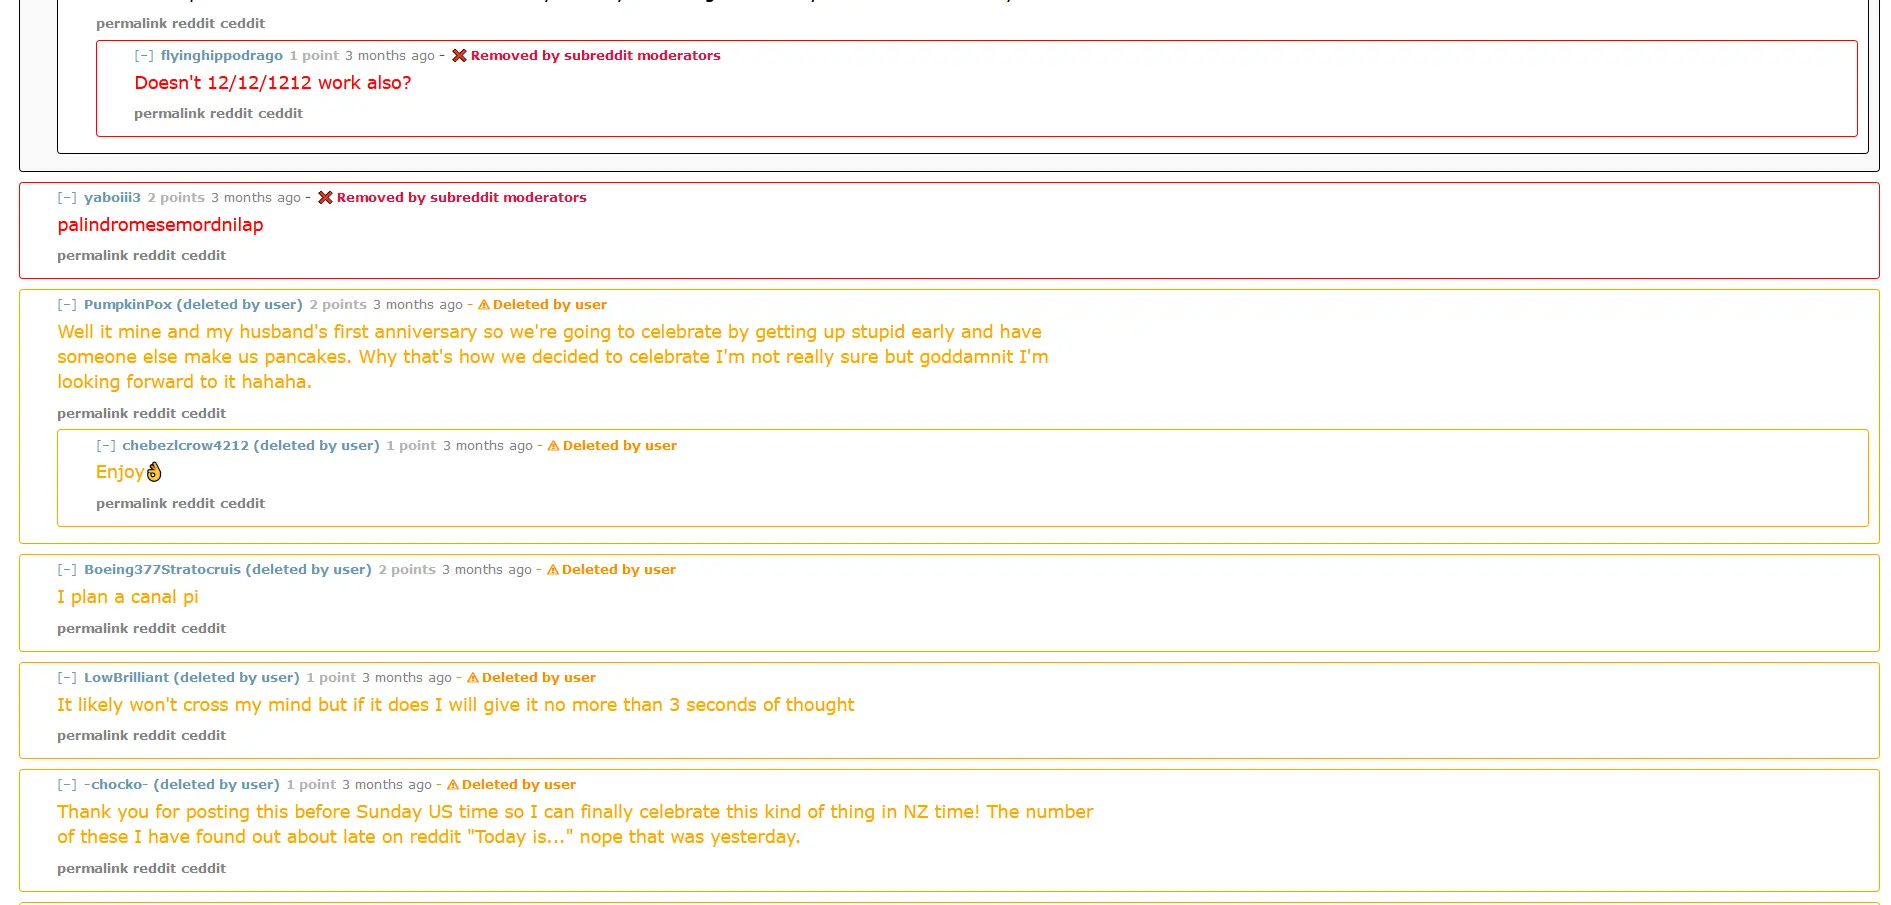 permalink reddit ceddit
[–] flyinghippodrago 1 point 3 months ago - ❌ Removed by subreddit moderators
Doesn't 12/12/1212 work also?
permalink reddit ceddit
[–] yaboiii3 2 points 3 months ago - ❌ Removed by subreddit moderators
palindromesemordnilap
permalink reddit ceddit
[–] PumpkinPox (deleted by user) 2 points 3 months ago - ⚠ Deleted by user
Well it mine and my husband's first anniversary so we're going to celebrate by getting up stupid early and have
someone else make us pancakes. Why that's how we decided to celebrate I'm not really sure but goddamnit I'm
looking forward to it hahaha.
permalink reddit ceddit
[–] chebezlcrow4212 (deleted by user) 1 point 3 months ago - ⚠ Deleted by user
Enjoy👌
permalink reddit ceddit
[–] Boeing377Stratocruis (deleted by user) 2 points 3 months ago - ⚠ Deleted by user
I plan a canal pi
permalink reddit ceddit
[–] LowBrilliant (deleted by user) 1 point 3 months ago - ⚠ Deleted by user
It likely won't cross my mind but if it does I will give it no more than 3 seconds of thought
permalink reddit ceddit
[–] -chocko- (deleted by user) 1 point 3 months ago - ⚠ Deleted by user
Thank you for posting this before Sunday US time so I can finally celebrate this kind of thing in NZ time! The number
of these I have found out about late on reddit "Today is..." nope that was yesterday.
permalink reddit ceddit